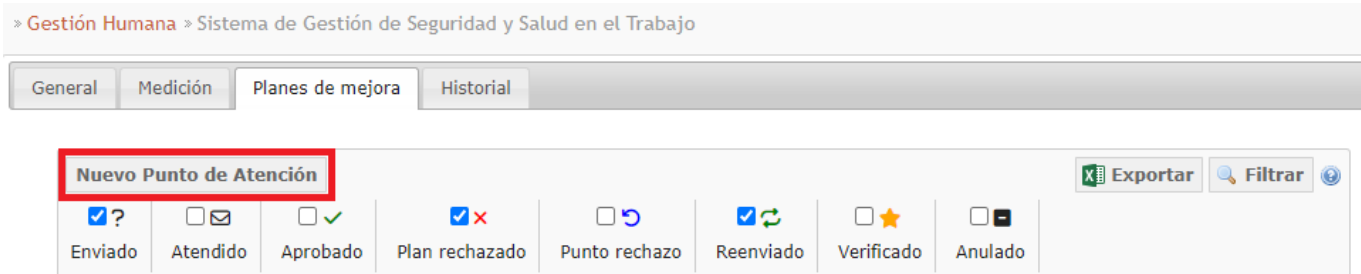 » Gestión Humana » Sistema de Gestión de Seguridad y Salud en el Trabajo
General Medición Planes de mejora Historial
Nuevo Punto de Atención Exportar Filtrar
Enviado Atendido Aprobado Plan rechazado Punto rechazo Reenviado Verificado Anulado